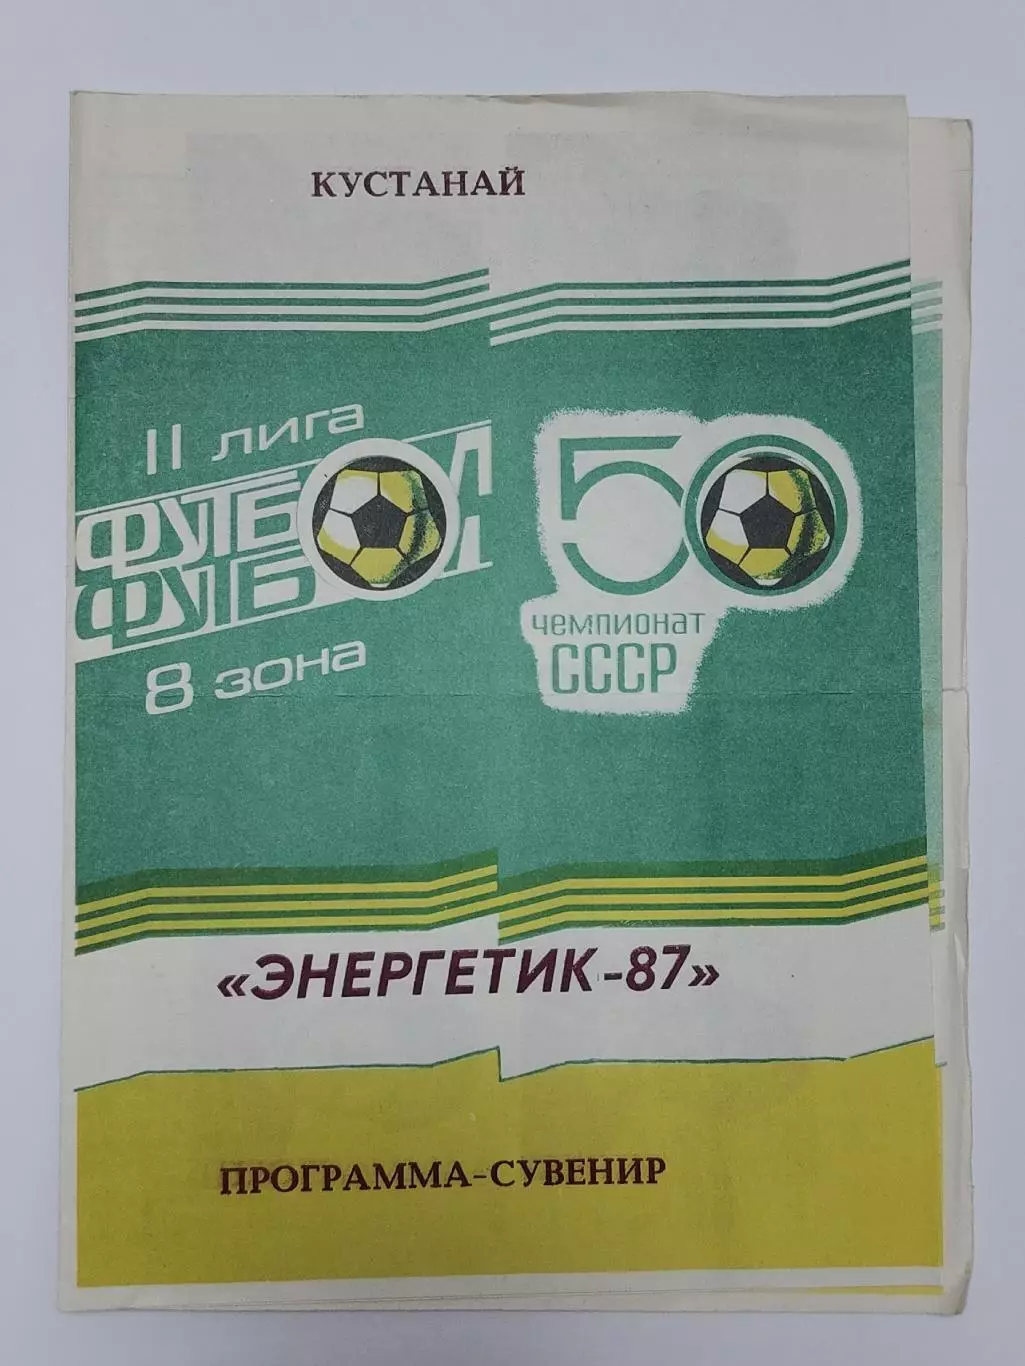 КУСТАНАЙ
II ЛИГА
ФУТБОЛ
ФУТБОЛ
8 ЗОНА
50
ЧЕМПИОНАТ
СССР
«ЭНЕРГЕТИК-87»
ПРОГРАММА-СУВЕНИР